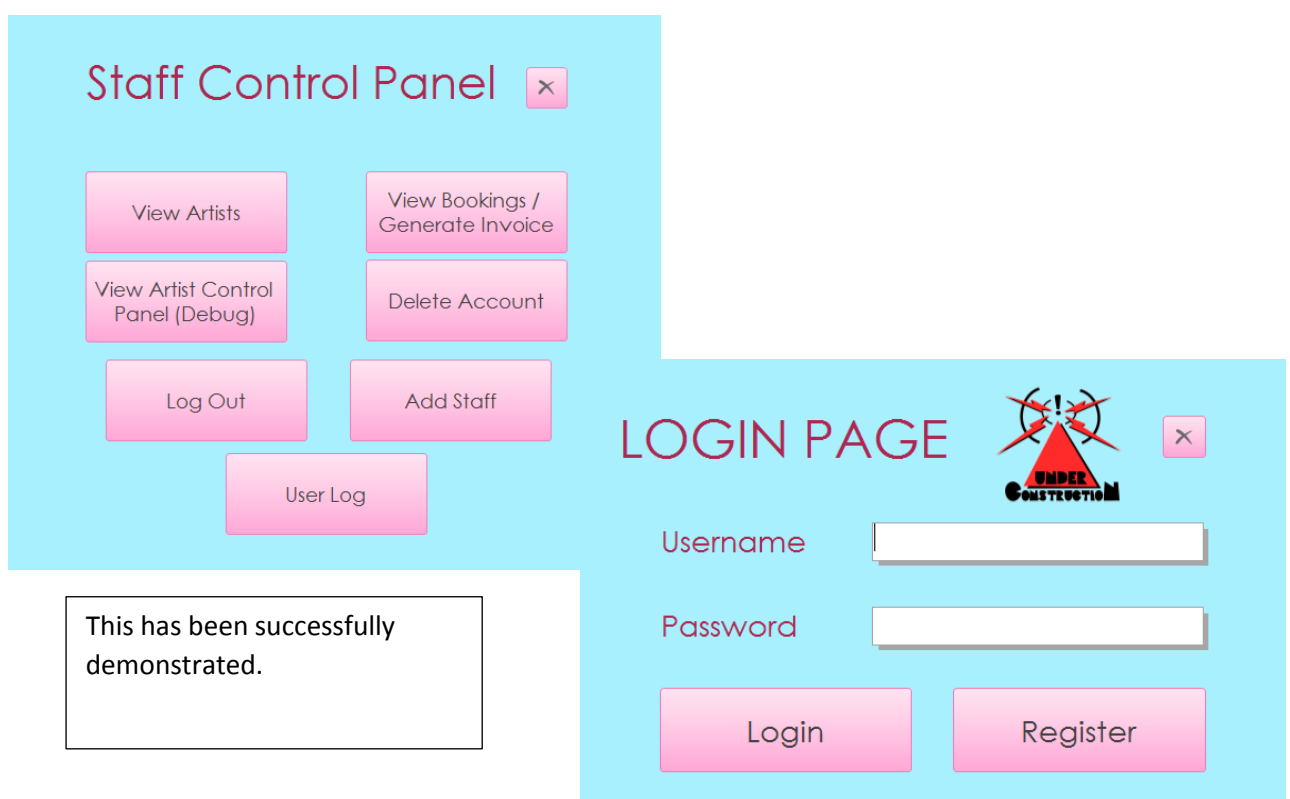 Staff Control Panel
View Artists
View Bookings /
Generate Invoice
View Artist Control
Panel (Debug)
Delete Account
Log Out
Add Staff
User Log
This has been successfully
demonstrated.
LOGIN PAGE
!
UNDER
CONSTRUCTION
Username
Password
Login
Register